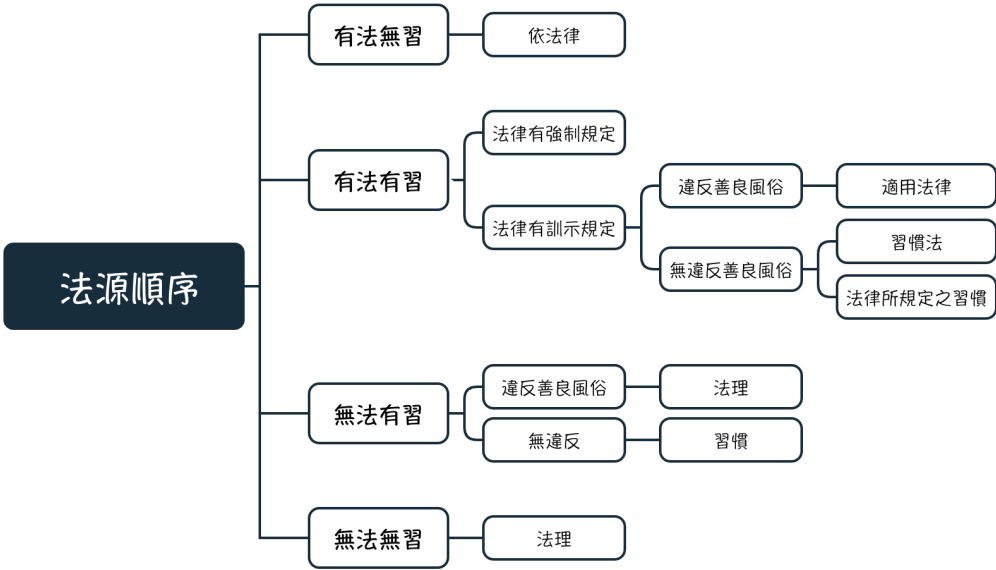 法源順序
有法無習
依法律
有法有習
法律有強制規定
法律有訓示規定
違反善良風俗
適用法律
無違反善良風俗
習慣法
法律所規定之習慣
無法有習
違反善良風俗
法理
無違反
習慣
無法無習
法理